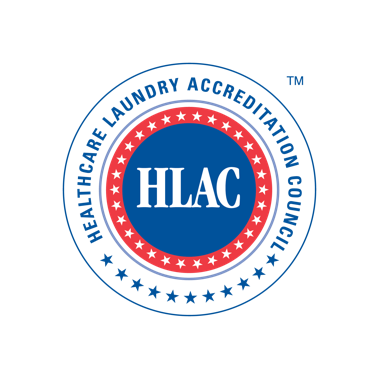 HEALTHCARE LAUNDRY ACCREDITATION COUNCIL
TM
HLAC